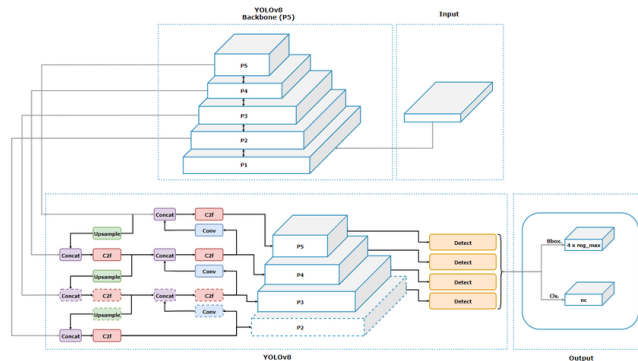 YOLOv8
Backbone (P5)
Input
P5
P4
P3
P2
P1
Concat
C2f
Upsample
Conv
Concat
C2f
Concat
C2f
Upsample
Conv
Concat
C2f
Concat
C2f
Upsample
Conv
Concat
C2f
P5
P4
P3
P2
Detect
Detect
Detect
Detect
Bbox.
4 x reg_max
Cls.
nc
YOLOv8
Output